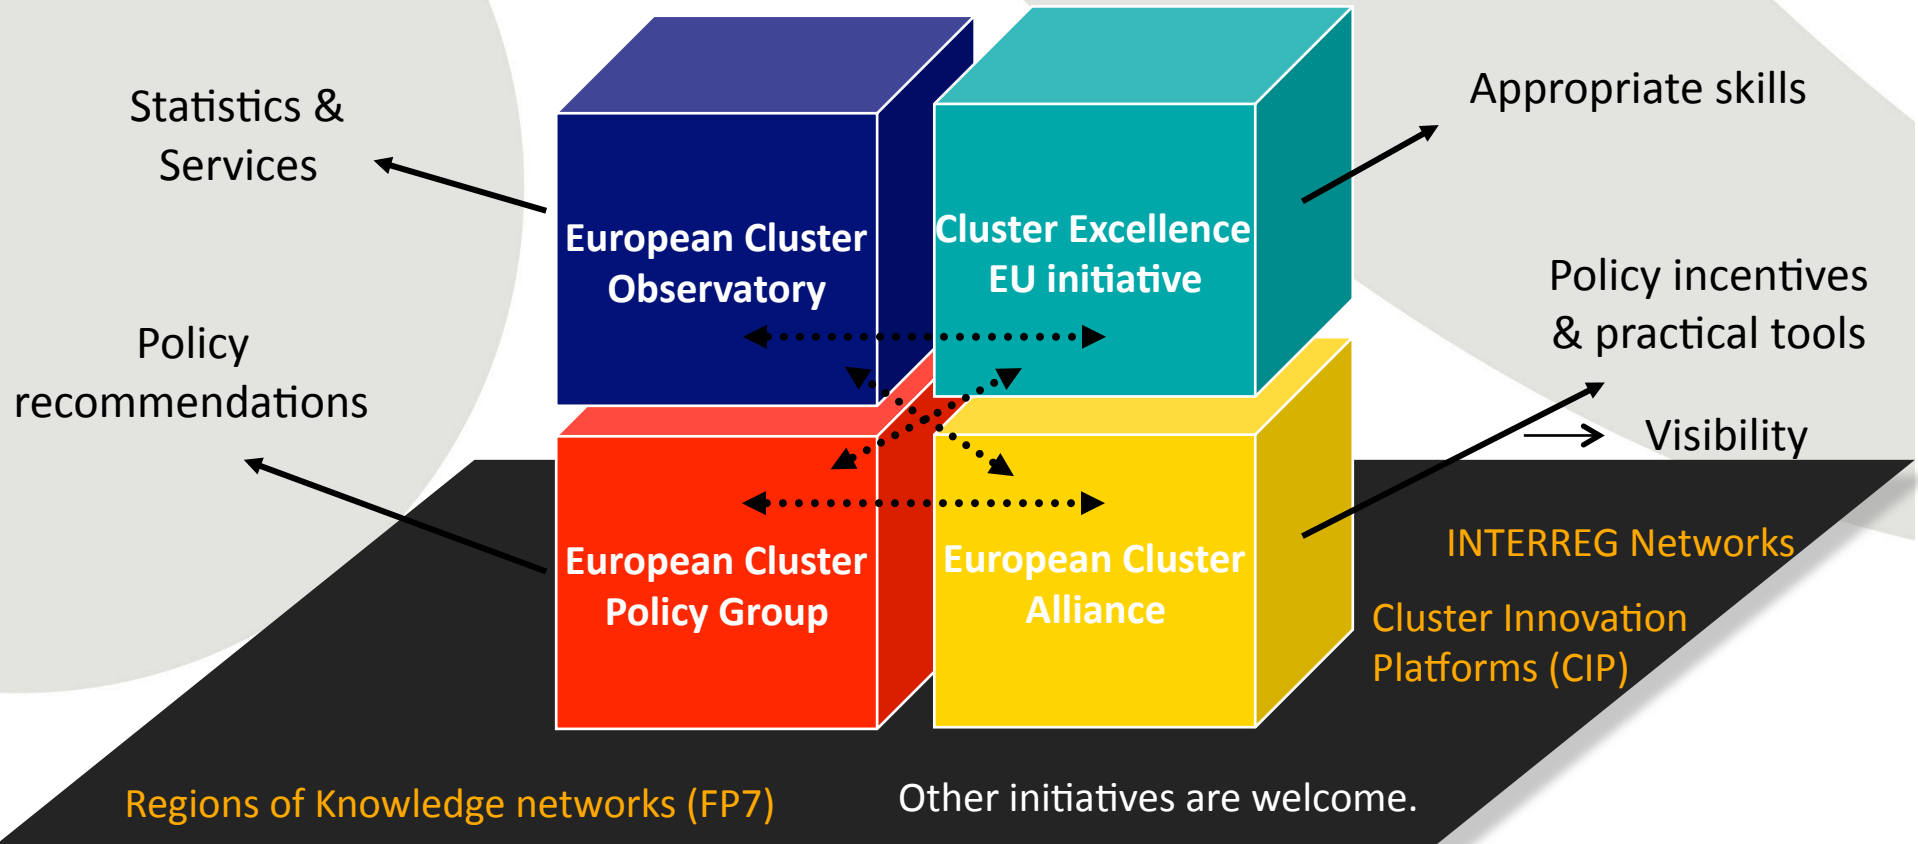 Statistics &
Services
Policy
recommendations
European Cluster
Observatory
Cluster Excellence
EU initiative
European Cluster
Policy Group
European Cluster
Alliance
Appropriate skills
Policy incentives
& practical tools
Visibility
INTERREG Networks
Cluster Innovation
Platforms (CIP)
Regions of Knowledge networks (FP7)
Other initiatives are welcome.